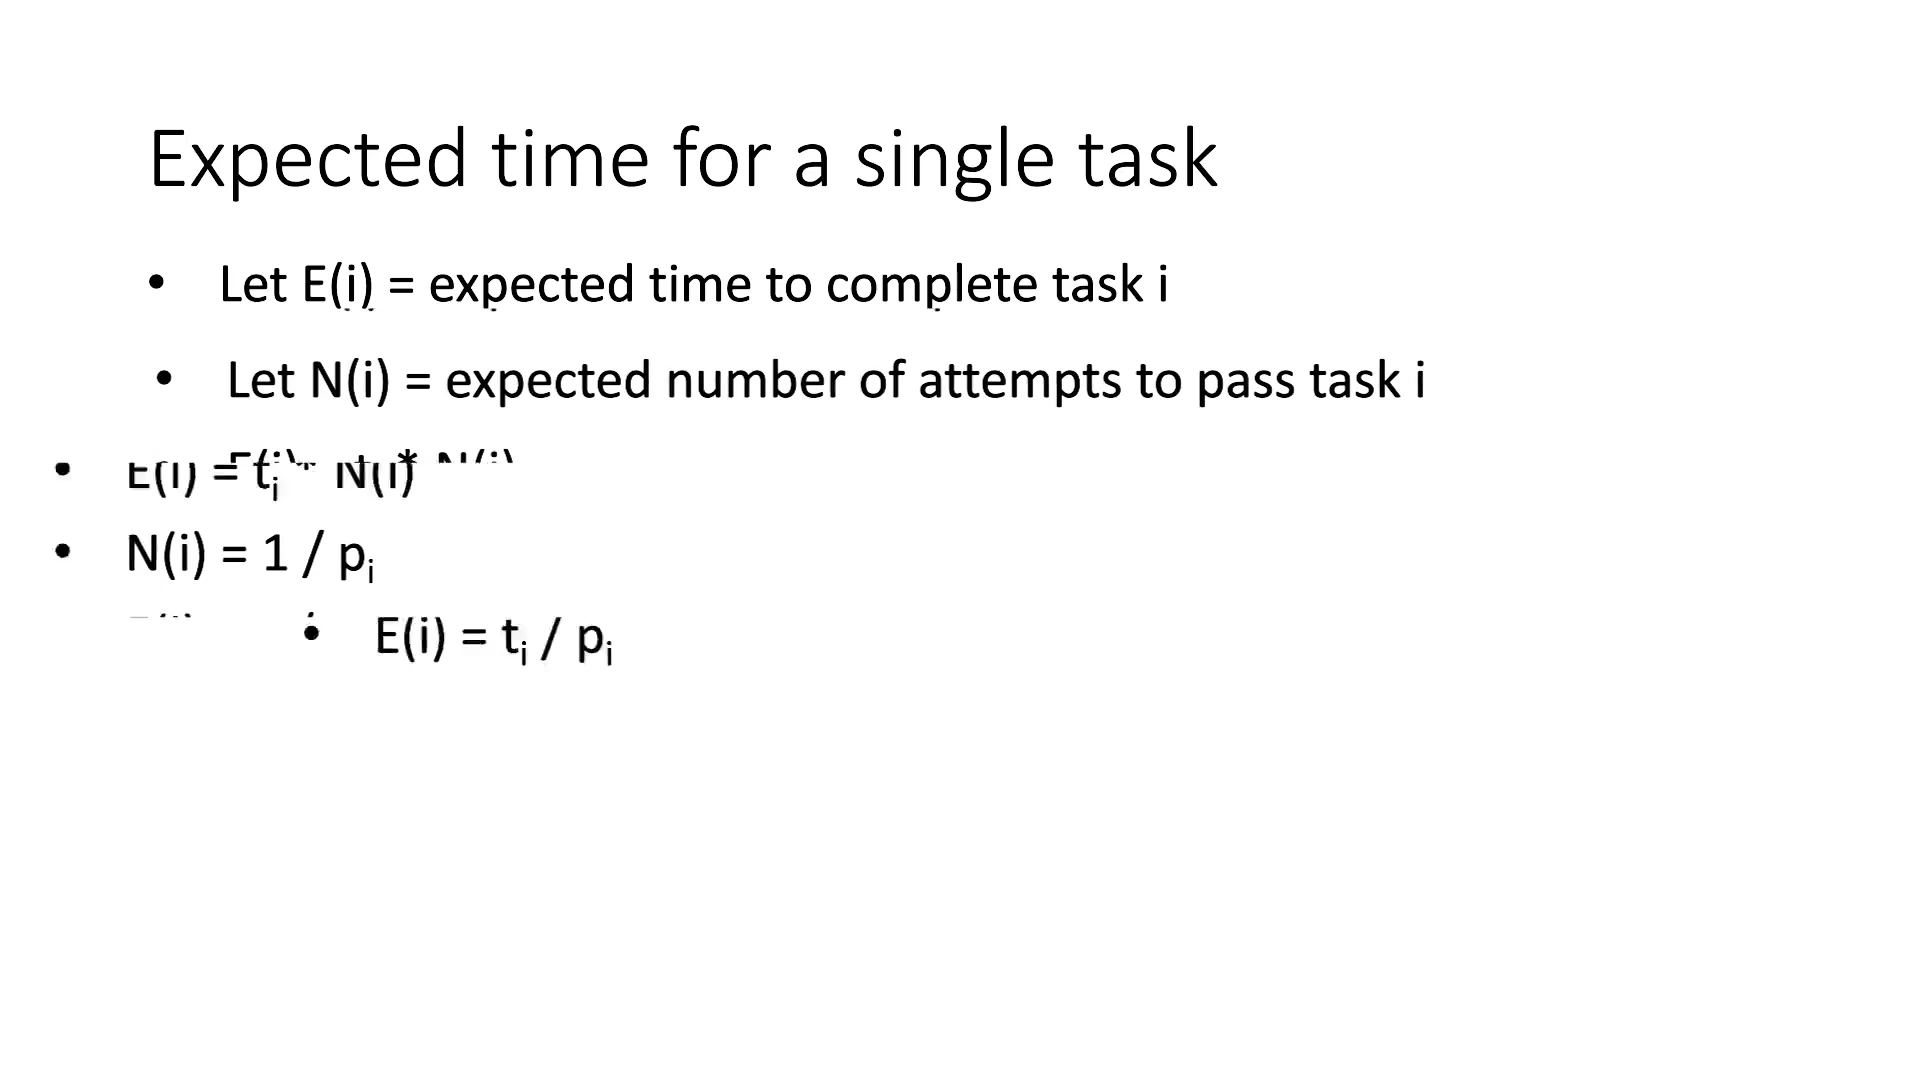 Expected time for a single task
• Let E(i) = expected time to complete task i
• Let N(i) = expected number of attempts to pass task i
• E(i) = tᵢ * N(i)
• N(i) = 1 / pᵢ
• E(i) = tᵢ / pᵢ